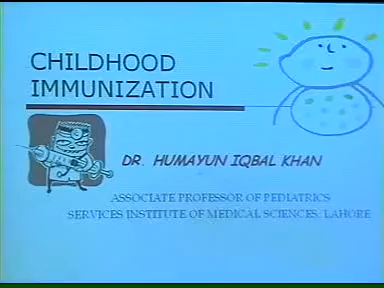 CHILDHOOD
IMMUNIZATION
DR. HUMAYUN IQBAL KHAN
ASSOCIATE PROFESSOR OF PEDIATRICS
SERVICES INSTITUTE OF MEDICAL SCIENCES, LAHORE